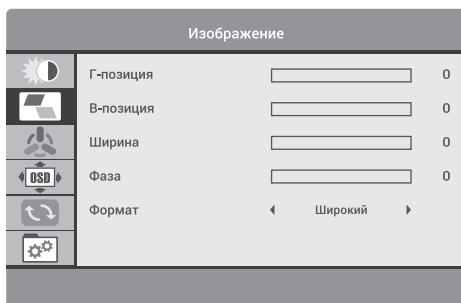 Изображение
Г-позиция 0
В-позиция 0
Ширина 0
Фаза 0
Формат Широкий
OSD